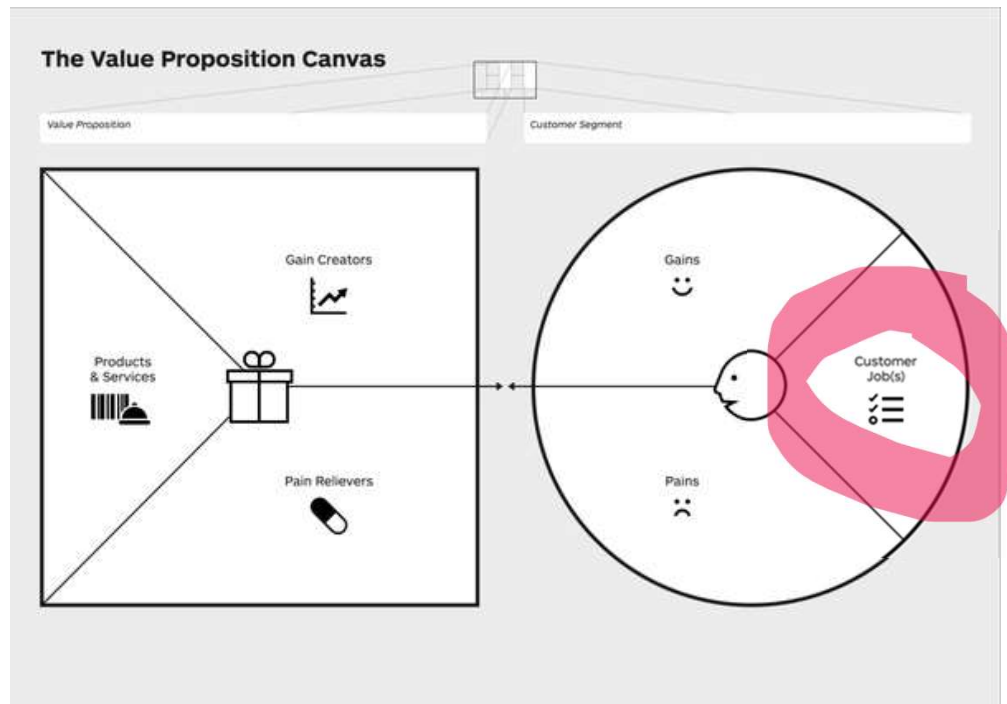 The Value Proposition Canvas
Value Proposition
Customer Segment
Gain Creators
Gains
Products
& Services
Customer
Job(s)
Pain Relievers
Pains